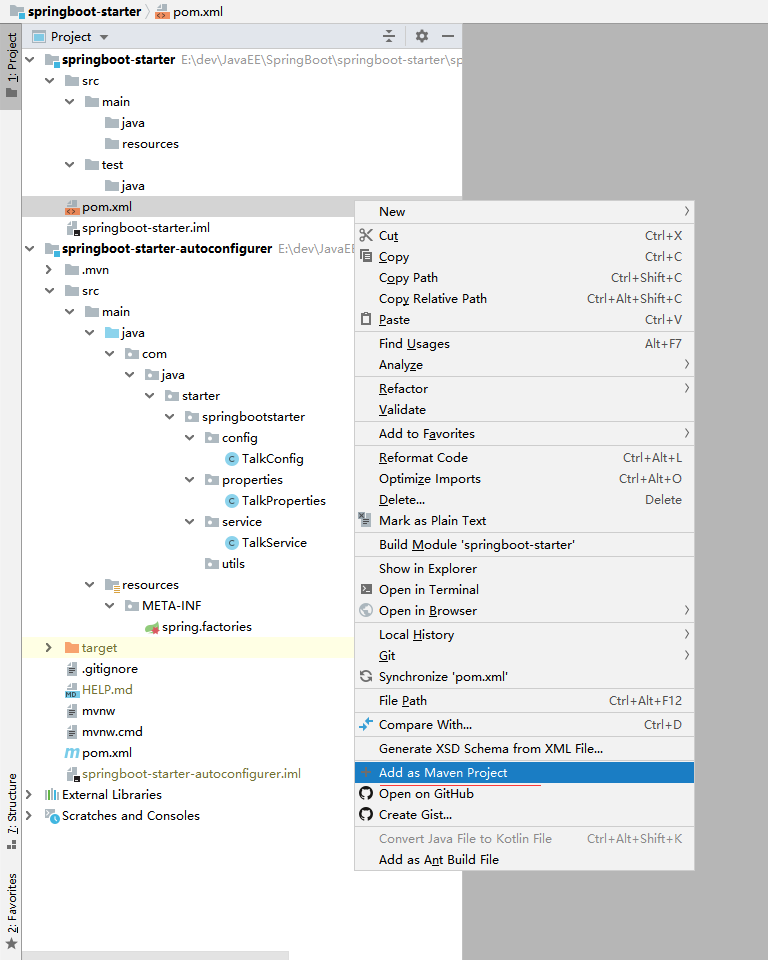 springboot-starter pom.xml
Project
1: Project
springboot-starter E:\dev\JavaEE\SpringBoot\springboot-starter\sp
src
main
java
resources
test
java
pom.xml
springboot-starter.iml
springboot-starter-autoconfigurer E:\dev\JavaEE
.mvn
src
main
java
com
java
starter
springbootstarter
config
TalkConfig
properties
TalkProperties
service
TalkService
utils
resources
META-INF
spring.factories
target
.gitignore
HELP.md
mvnw
mvnw.cmd
pom.xml
springboot-starter-autoconfigurer.iml
External Libraries
Scratches and Consoles
7: Structure
2: Favorites
New
Cut Ctrl+X
Copy Ctrl+C
Copy Path Ctrl+Shift+C
Copy Relative Path Ctrl+Alt+Shift+C
Paste Ctrl+V
Find Usages Alt+F7
Analyze
Refactor
Validate
Add to Favorites
Reformat Code Ctrl+Alt+L
Optimize Imports Ctrl+Alt+O
Delete... Delete
Mark as Plain Text
Build Module 'springboot-starter'
Show in Explorer
Open in Terminal
Open in Browser
Local History
Git
Synchronize 'pom.xml'
File Path Ctrl+Alt+F12
Compare With... Ctrl+D
Generate XSD Schema from XML File...
Add as Maven Project
Open on GitHub
Create Gist...
Convert Java File to Kotlin File Ctrl+Alt+Shift+K
Add as Ant Build File